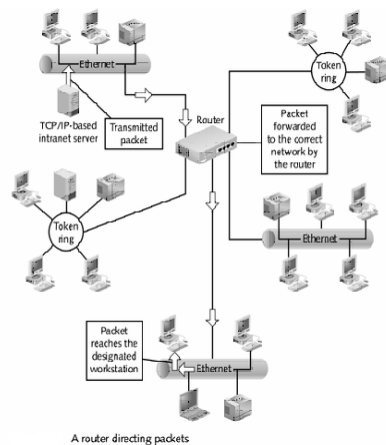 Ethernet
TCP/IP-based
intranet server
Transmitted
packet
Router
Token
ring
Packet
forwarded
to the correct
network by
the router
Token
ring
Ethernet
Packet
reaches the
designated
workstation
Ethernet
A router directing packets